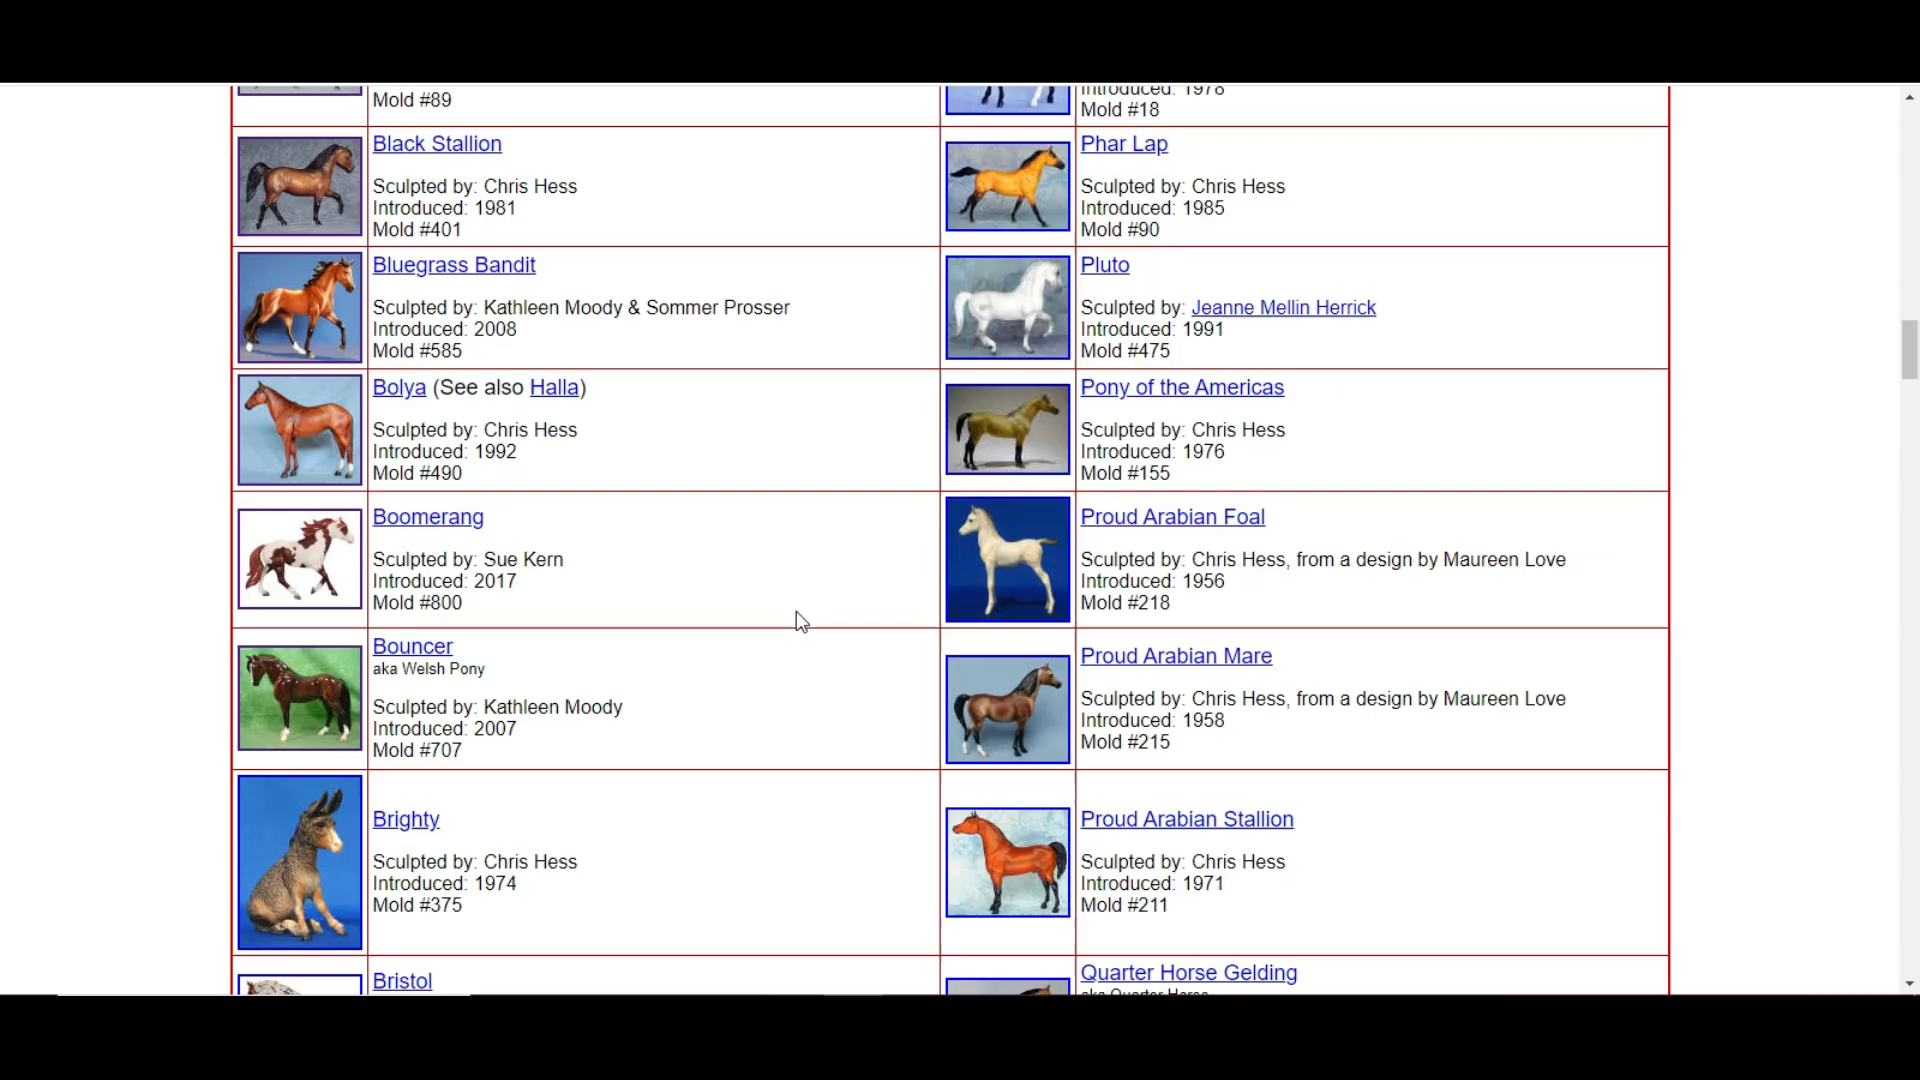 Mold #89
Black Stallion
Sculpted by: Chris Hess
Introduced: 1981
Mold #401
Bluegrass Bandit
Sculpted by: Kathleen Moody & Sommer Prosser
Introduced: 2008
Mold #585
Bolya (See also Halla)
Sculpted by: Chris Hess
Introduced: 1992
Mold #490
Boomerang
Sculpted by: Sue Kern
Introduced: 2017
Mold #800
Bouncer
aka Welsh Pony
Sculpted by: Kathleen Moody
Introduced: 2007
Mold #707
Brighty
Sculpted by: Chris Hess
Introduced: 1974
Mold #375
Bristol
Introduced: 1978
Mold #18
Phar Lap
Sculpted by: Chris Hess
Introduced: 1985
Mold #90
Pluto
Sculpted by: Jeanne Mellin Herrick
Introduced: 1991
Mold #475
Pony of the Americas
Sculpted by: Chris Hess
Introduced: 1976
Mold #155
Proud Arabian Foal
Sculpted by: Chris Hess, from a design by Maureen Love
Introduced: 1956
Mold #218
Proud Arabian Mare
Sculpted by: Chris Hess, from a design by Maureen Love
Introduced: 1958
Mold #215
Proud Arabian Stallion
Sculpted by: Chris Hess
Introduced: 1971
Mold #211
Quarter Horse Gelding
aka Quarter Horse